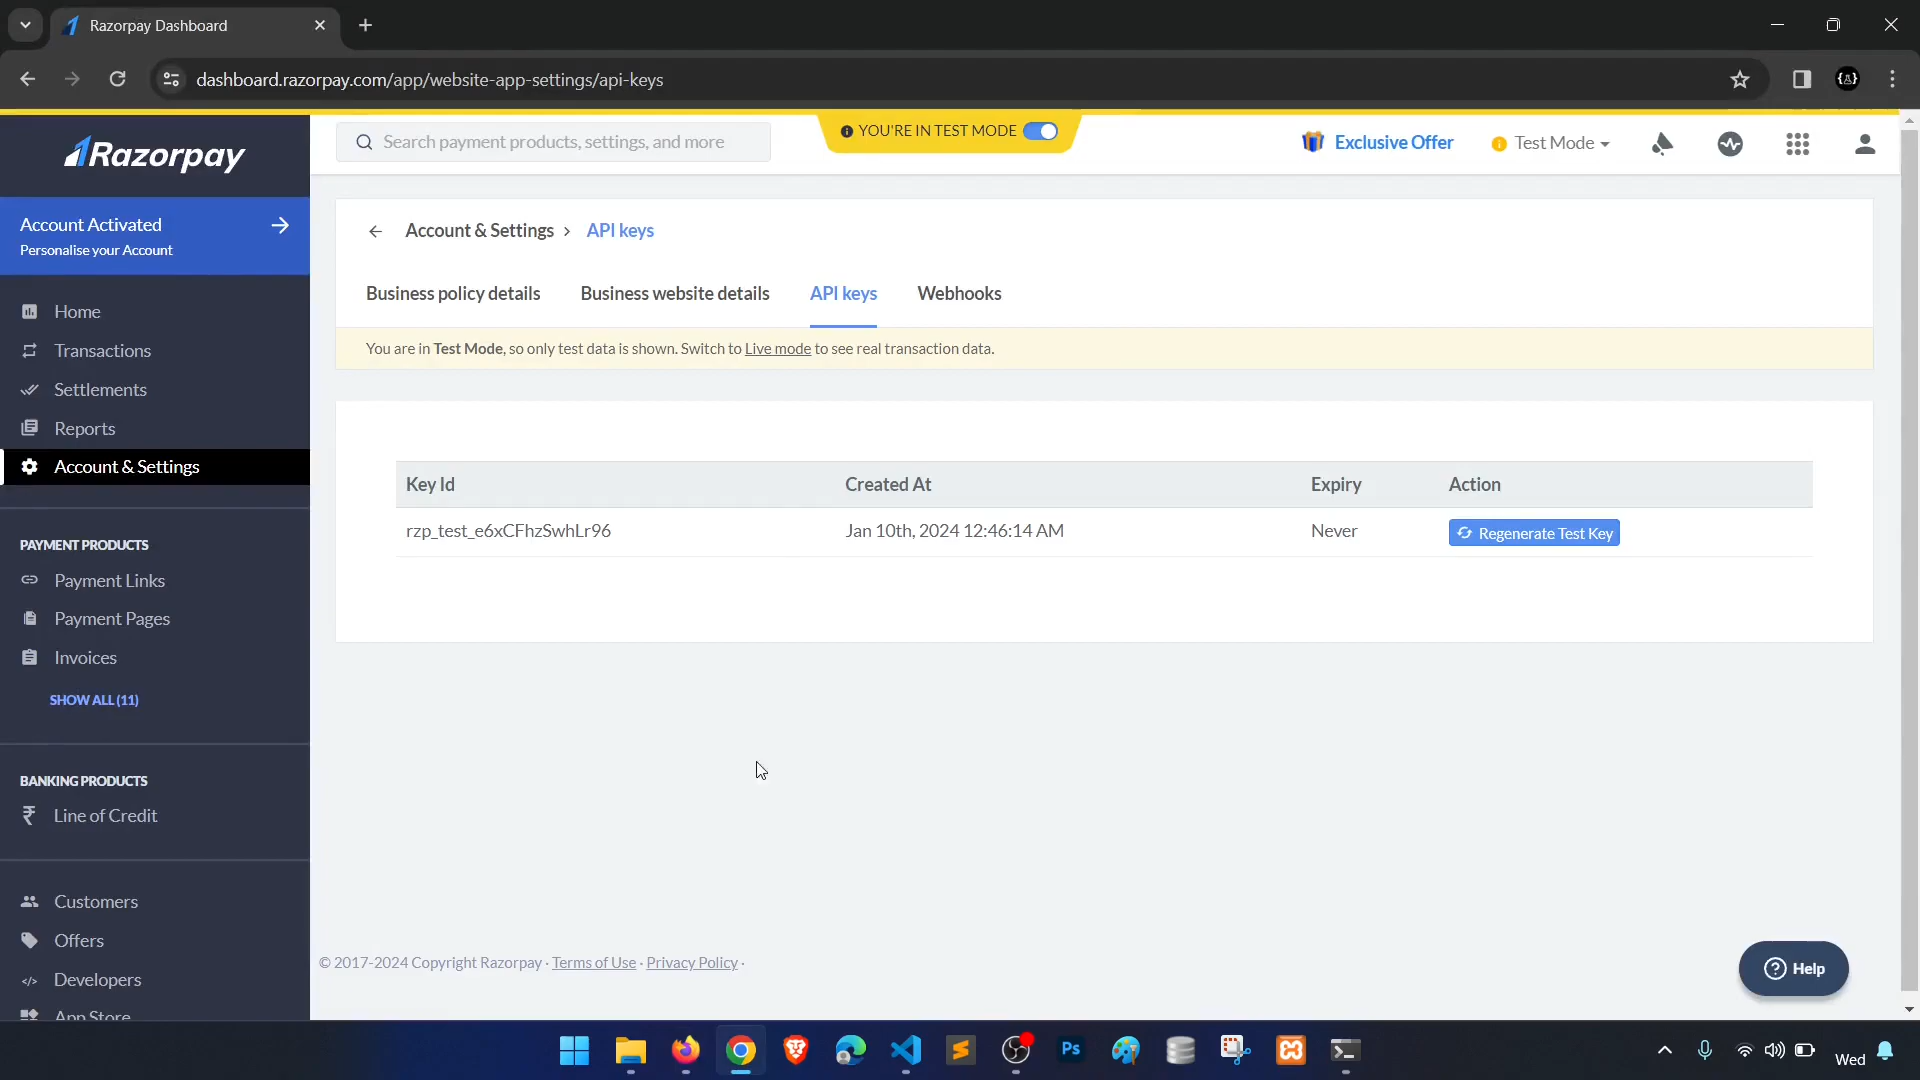 Razorpay Dashboard
dashboard.razorpay.com/app/website-app-settings/api-keys
Razorpay
Search payment products, settings, and more
YOU'RE IN TEST MODE
Exclusive Offer
Test Mode
Account Activated
Personalise your Account
Home
Transactions
Settlements
Reports
Account & Settings
PAYMENT PRODUCTS
Payment Links
Payment Pages
Invoices
SHOW ALL (11)
BANKING PRODUCTS
Line of Credit
Customers
Offers
Developers
App Store
Account & Settings > API keys
Business policy details Business website details API keys Webhooks
You are in Test Mode, so only test data is shown. Switch to Live mode to see real transaction data.
Key Id Created At Expiry Action
rzp_test_e6xCFhzSwhLr96 Jan 10th, 2024 12:46:14 AM Never Regenerate Test Key
© 2017-2024 Copyright Razorpay · Terms of Use · Privacy Policy ·
Help
Ps
Wed